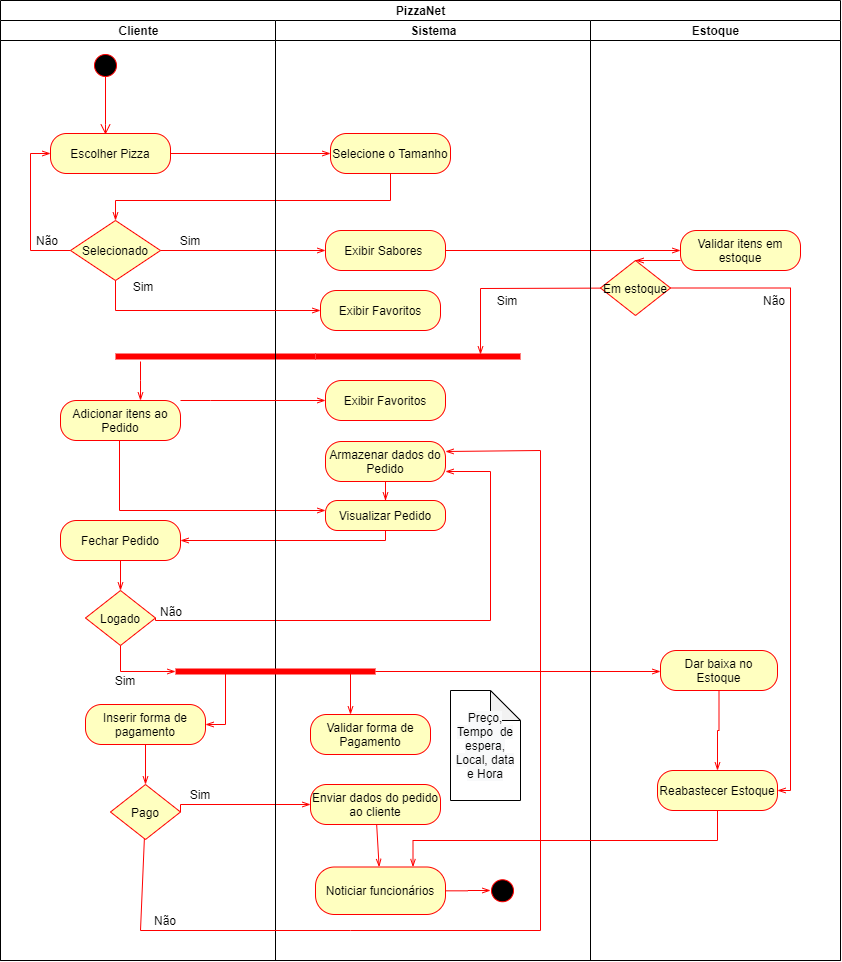 PizzaNet
Cliente
Sistema
Estoque
Escolher Pizza
Selecione o Tamanho
Não
Selecionado
Sim
Exibir Sabores
Validar itens em
estoque
Sim
Exibir Favoritos
Em estoque
Sim
Não
Adicionar itens ao
Pedido
Exibir Favoritos
Armazenar dados do
Pedido
Visualizar Pedido
Fechar Pedido
Logado
Não
Sim
Dar baixa no
Estoque
Inserir forma de
pagamento
Validar forma de
Pagamento
Preço,
Tempo de
espera,
Local, data
e Hora
Pago
Sim
Enviar dados do pedido
ao cliente
Reabastecer Estoque
Noticiar funcionários
Não